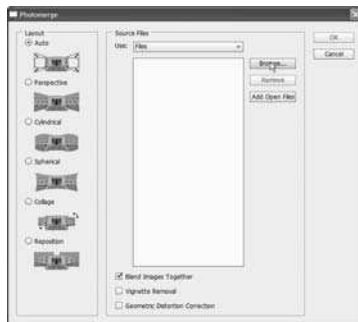 Photomerge
Layout
Auto
Perspective
Cylindrical
Spherical
Collage
Reposition
Source Files
Use: Files
Browse...
Remove
Add Open Files
Blend Images Together
Vignette Removal
Geometric Distortion Correction
OK
Cancel